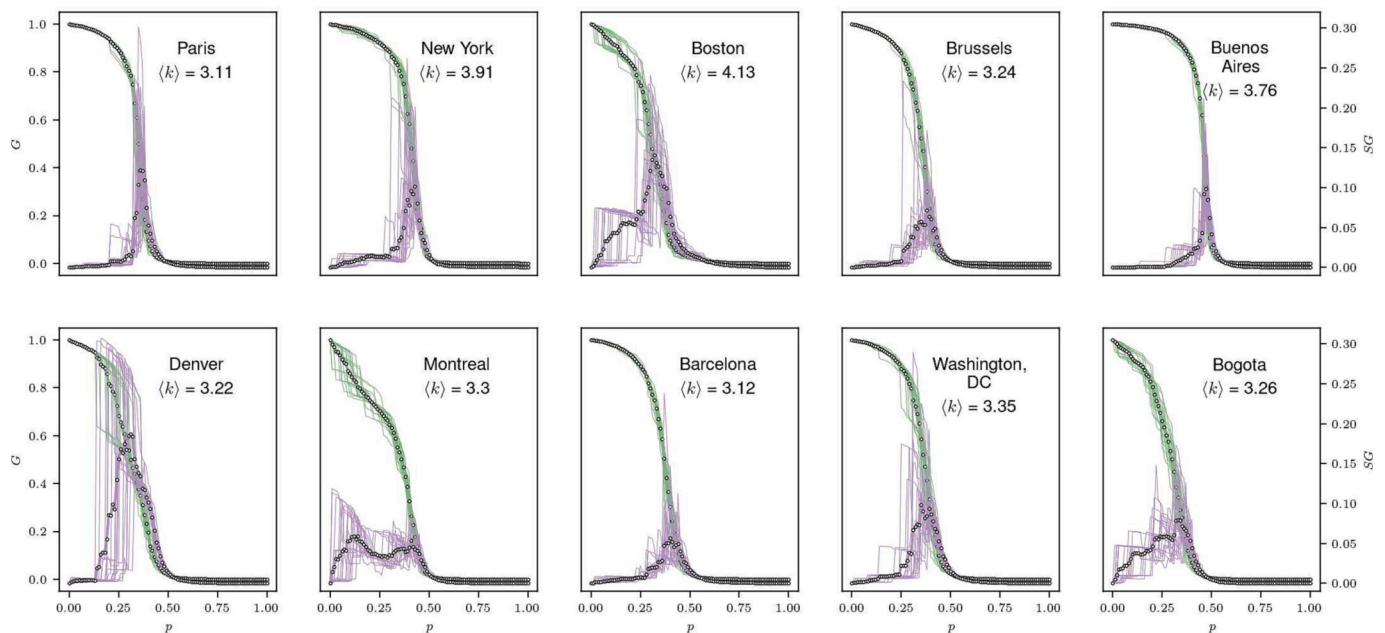 1.0
0.8
0.6
0.4
0.2
0.0
G
Paris
⟨k⟩ = 3.11
New York
⟨k⟩ = 3.91
Boston
⟨k⟩ = 4.13
Brussels
⟨k⟩ = 3.24
Buenos
Aires
⟨k⟩ = 3.76
0.30
0.25
0.20
0.15
0.10
0.05
0.00
SG
1.0
0.8
0.6
0.4
0.2
0.0
G
Denver
⟨k⟩ = 3.22
Montreal
⟨k⟩ = 3.3
Barcelona
⟨k⟩ = 3.12
Washington,
DC
⟨k⟩ = 3.35
Bogota
⟨k⟩ = 3.26
0.30
0.25
0.20
0.15
0.10
0.05
0.00
SG
0.00 0.25 0.50 0.75 1.00
p
0.00 0.25 0.50 0.75 1.00
p
0.00 0.25 0.50 0.75 1.00
p
0.00 0.25 0.50 0.75 1.00
p
0.00 0.25 0.50 0.75 1.00
p